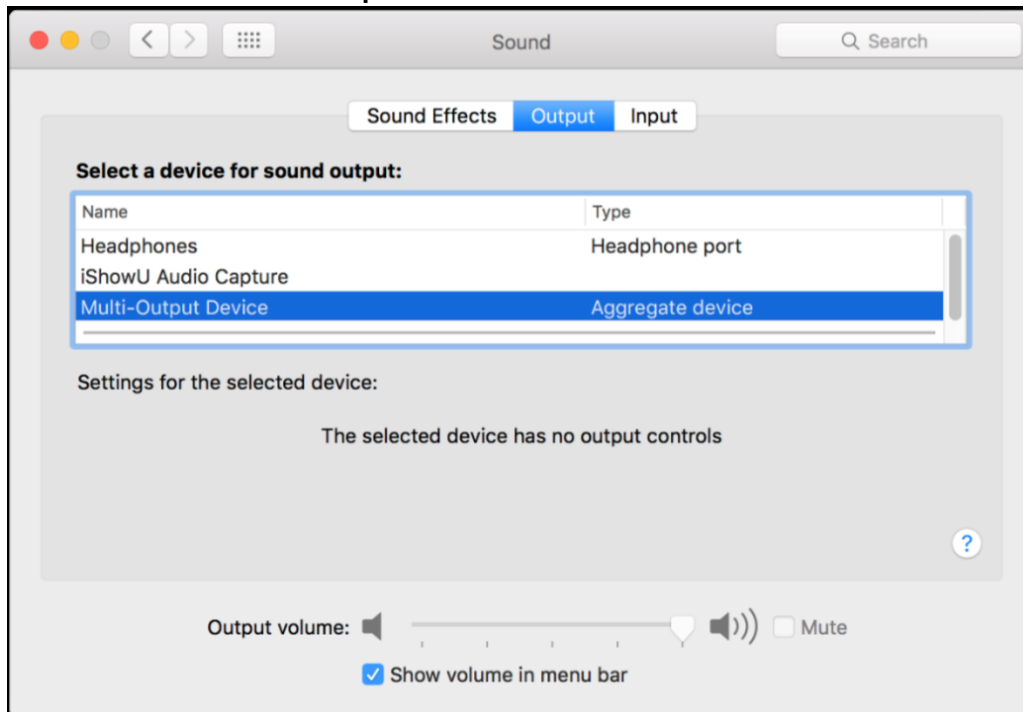 Sound
Search
Sound Effects Output Input
Select a device for sound output:
Name Type
Headphones Headphone port
iShowU Audio Capture
Multi-Output Device Aggregate device
Settings for the selected device:
The selected device has no output controls
?
Output volume: Mute
Show volume in menu bar